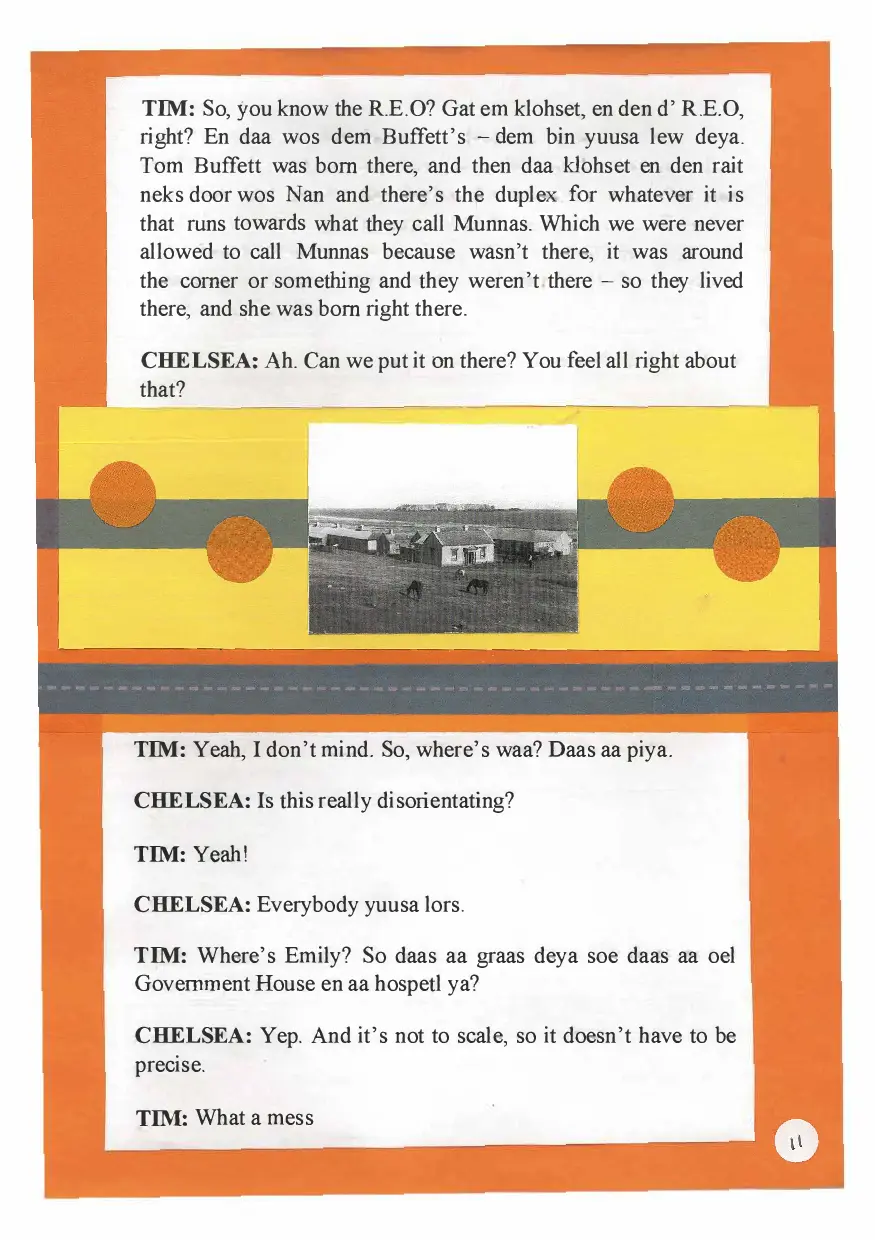 TIM: So, you know the R.E.O? Gat em klohset, en den d' R.E.O,
right? En daa wos dem Buffett's – dem bin yuusa lew deya.
Tom Buffett was born there, and then daa klohset en den rait
neks door wos Nan and there's the duplex for whatever it is
that runs towards what they call Munnas. Which we were never
allowed to call Munnas because wasn't there, it was around
the corner or something and they weren't there – so they lived
there, and she was born right there.
CHELSEA: Ah. Can we put it on there? You feel all right about
that?
TIM: Yeah, I don't mind. So, where's waa? Daas aa piya.
CHELSEA: Is this really disorientating?
TIM: Yeah!
CHELSEA: Everybody yuusa lors.
TIM: Where's Emily? So daas aa graas deya soe daas aa oel
Government House en aa hospetl ya?
CHELSEA: Yep. And it's not to scale, so it doesn't have to be
precise.
TIM: What a mess
11